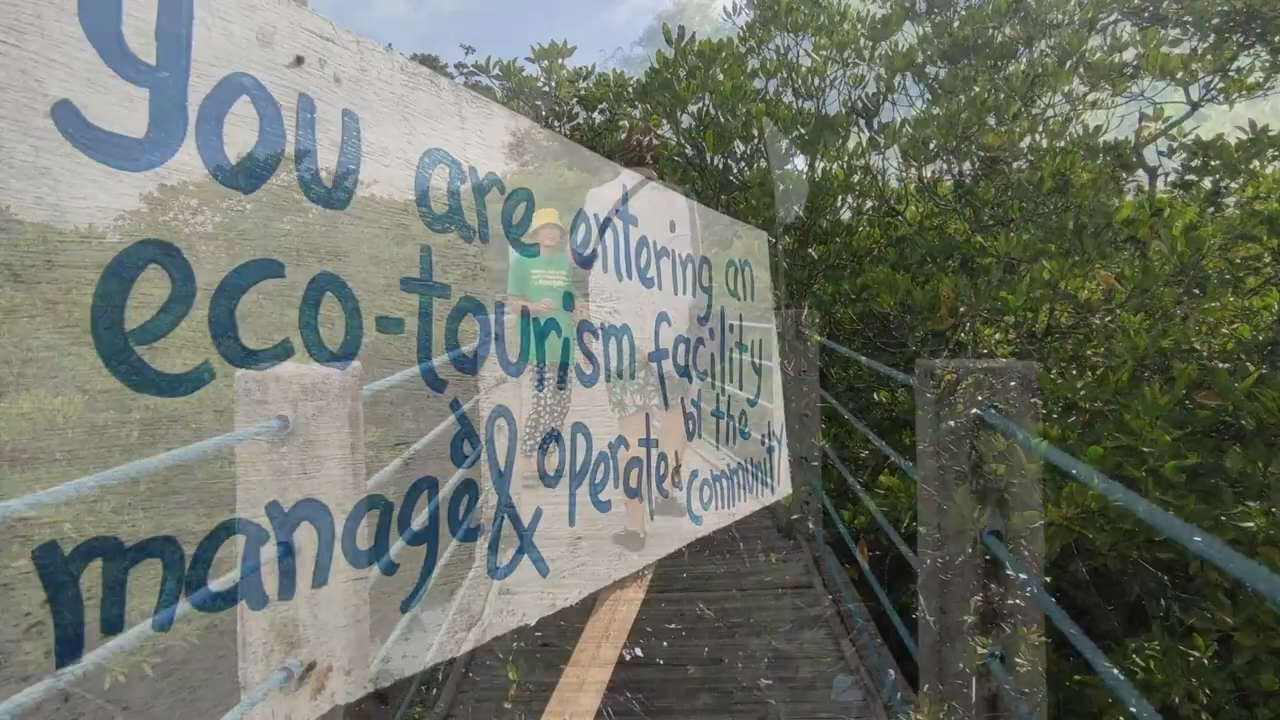 You are entering an
eco-tourism facility
managed & operated by the
community